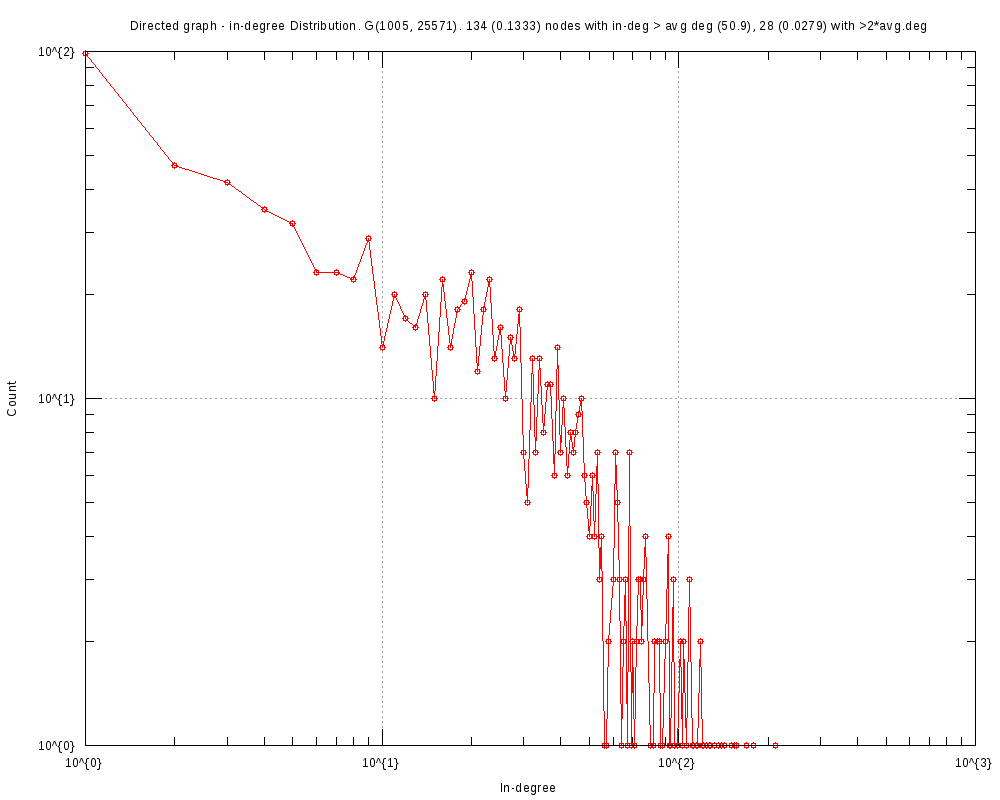 Directed graph - in-degree Distribution. G(1005, 25571). 134 (0.1333) nodes with in-deg > avg deg (50.9), 28 (0.0279) with >2*avg.deg
10^{2}
10^{1}
10^{0}
Count
10^{0}
10^{1}
10^{2}
10^{3}
In-degree